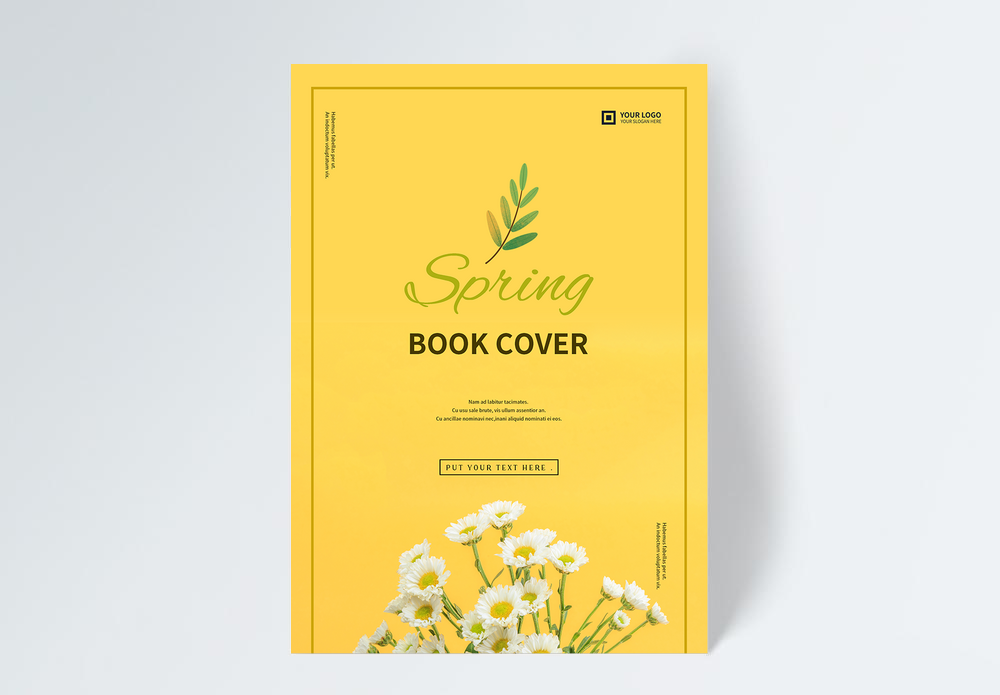 Habemus fabellas per ut.
An indoctum voluptatum vix.
YOUR LOGO
YOUR SLOGAN HERE
Spring
BOOK COVER
Nam ad labitur tacimates.
Cu usu sale brute, vis ullum assentior an.
Cu ancillae nominavi nec,inani aliquid nominati ei eos.
PUT YOUR TEXT HERE .
Habemus fabellas per ut.
An indoctum voluptatum vix.